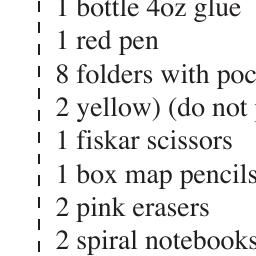 1 bottle 4oz glue
1 red pen
8 folders with
2 yellow) (do not
1 fiskar scissors
1 box map pencils
2 pink erasers
2 spiral notebooks